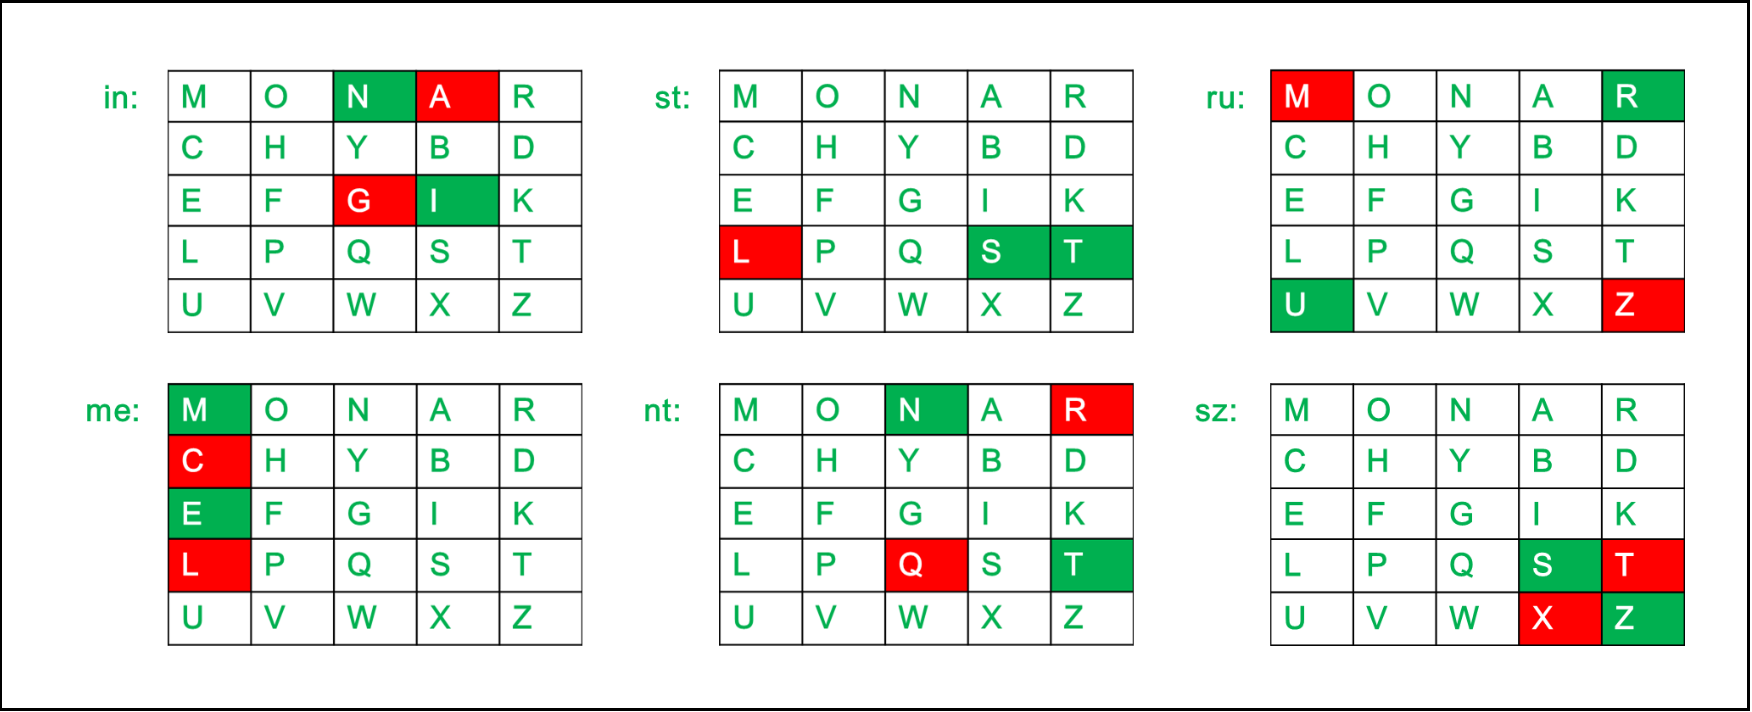 in: M O N A R st: M O N A R ru: M O N A R
C H Y B D C H Y B D C H Y B D
E F G I K E F G I K E F G I K
L P Q S T L P Q S T L P Q S T
U V W X Z U V W X Z U V W X Z
me: M O N A R nt: M O N A R sz: M O N A R
C H Y B D C H Y B D C H Y B D
E F G I K E F G I K E F G I K
L P Q S T L P Q S T L P Q S T
U V W X Z U V W X Z U V W X Z